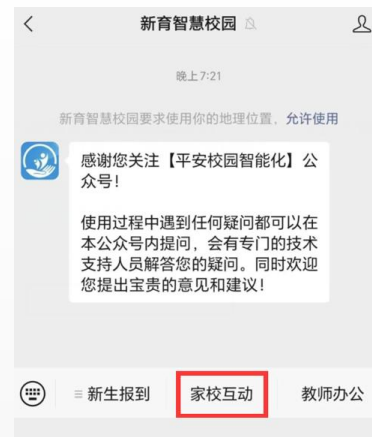 新育智慧校园
晚上7:21
新育智慧校园要求使用你的地理位置，允许使用
感谢您关注【平安校园智能化】公
众号！
使用过程中遇到任何疑问都可以在
本公众号内提问，会有专门的技术
支持人员解答您的疑问。同时欢迎
您提出宝贵的意见和建议！
新生报到 家校互动 教师办公